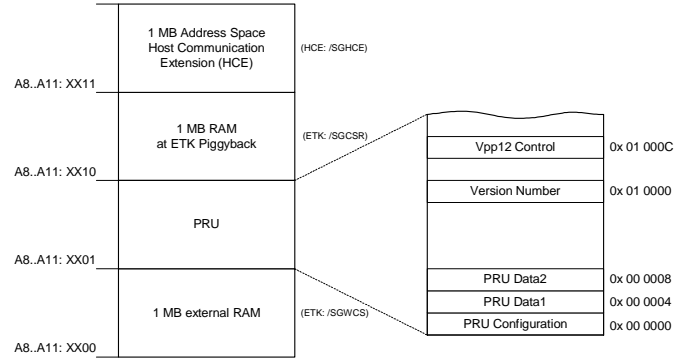 1 MB Address Space
Host Communication
Extension (HCE)
(HCE: /SGHCE)
A8..A11: XX11
1 MB RAM
at ETK Piggyback
(ETK: /SGCSR)
A8..A11: XX10
PRU
A8..A11: XX01
1 MB external RAM
(ETK: /SGWCS)
A8..A11: XX00
Vpp12 Control
0x 01 000C
Version Number
0x 01 0000
PRU Data2
0x 00 0008
PRU Data1
0x 00 0004
PRU Configuration
0x 00 0000